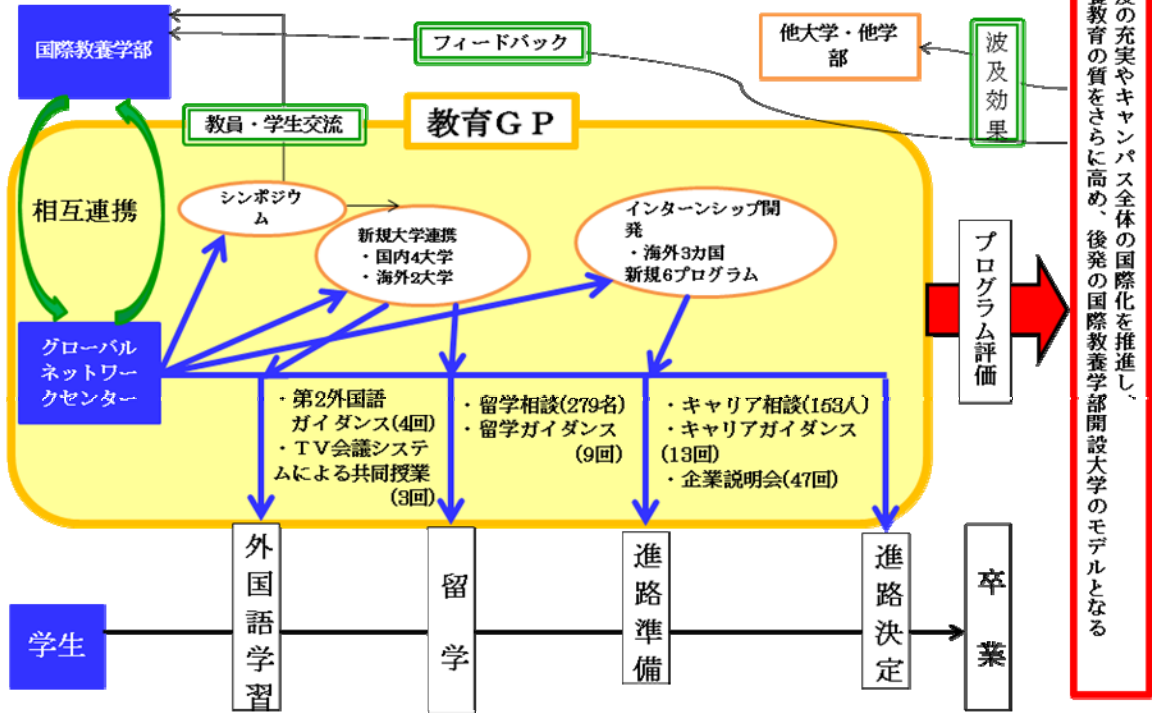 国際教養学部
フィードバック
他大学・他学
部
波及効果
教員・学生交流
教育ＧＰ
相互連携
シンポジウ
ム
新規大学連携
・国内4大学
・海外2大学
インターンシップ開
発
・海外3カ国
新規6プログラム
グローバル
ネットワー
クセンター
・第2外国語
ガイダンス(4回)
・ＴＶ会議システ
ムによる共同授業
(3回)
・留学相談(279名)
・留学ガイダンス
(9回)
・キャリア相談(153人)
・キャリアガイダンス
(13回)
・企業説明会(47回)
プログラム評価
度の充実やキャンパス全体の国際化を推進し、
養教育の質をさらに高め、後発の国際教養学部開設大学のモデルとなる
学生
外国語学習
留学
進路準備
進路決定
卒業